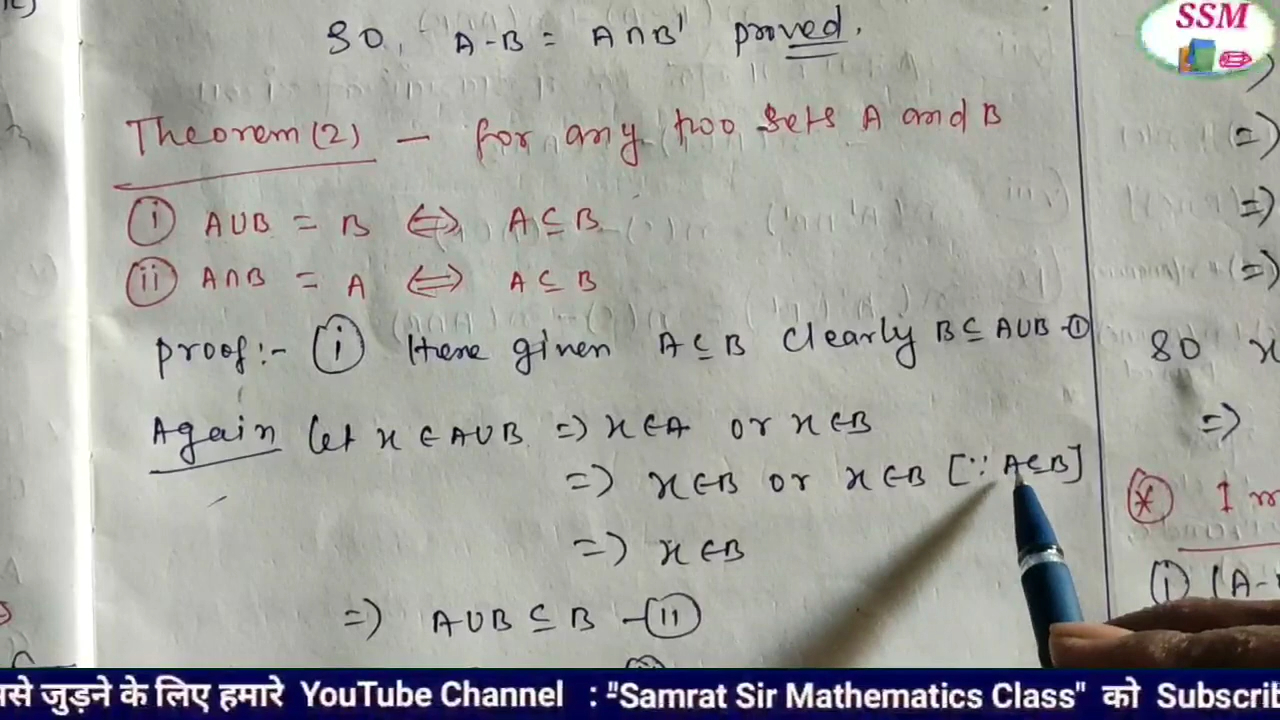 SSM
So, A-B = A∩B' proved.
Theorem (2) - for any two sets A and B
(i) A∪B = B ⇔ A⊆B
(ii) A∩B = A ⇔ A⊆B
proof:- (i) Here given A⊆B Clearly B⊆A∪B -(i)
Again let x∈A∪B => x∈A or x∈B
=> x∈B or x∈B [∵ A⊆B]
=> x∈B
=> A∪B⊆B -(ii)
=)
=)
=)
=)
So x
=)
(*) I
(i) (A-
से जुड़ने के लिए हमारे YouTube Channel : "Samrat Sir Mathematics Class" को Subscri